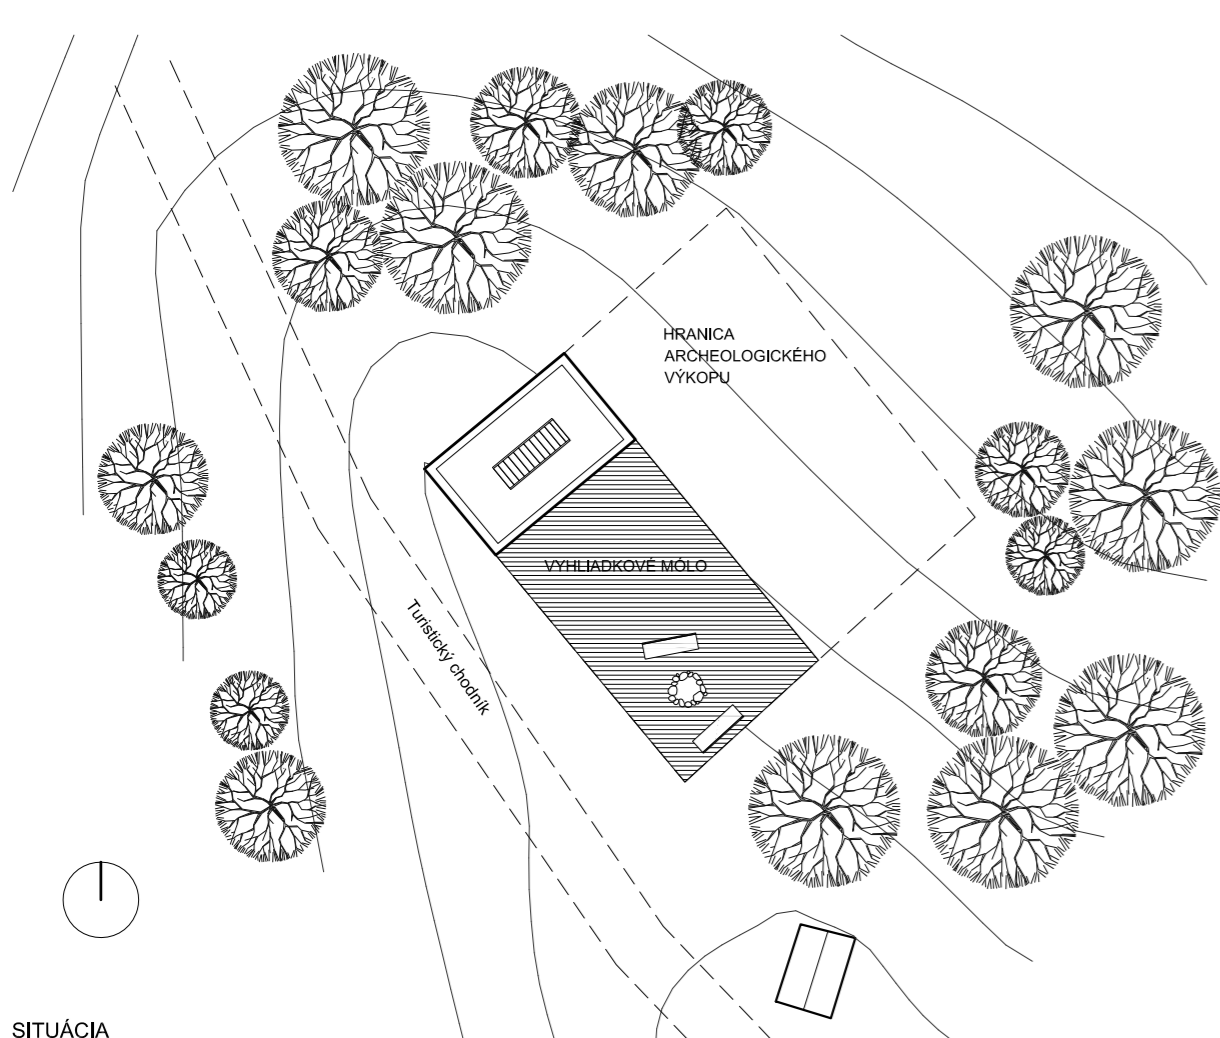 HRANICA
ARCHEOLOGICKÉHO
VÝKOPU
VYHLIADKOVÉ MÓLO
Turistický chodník
SITUÁCIA